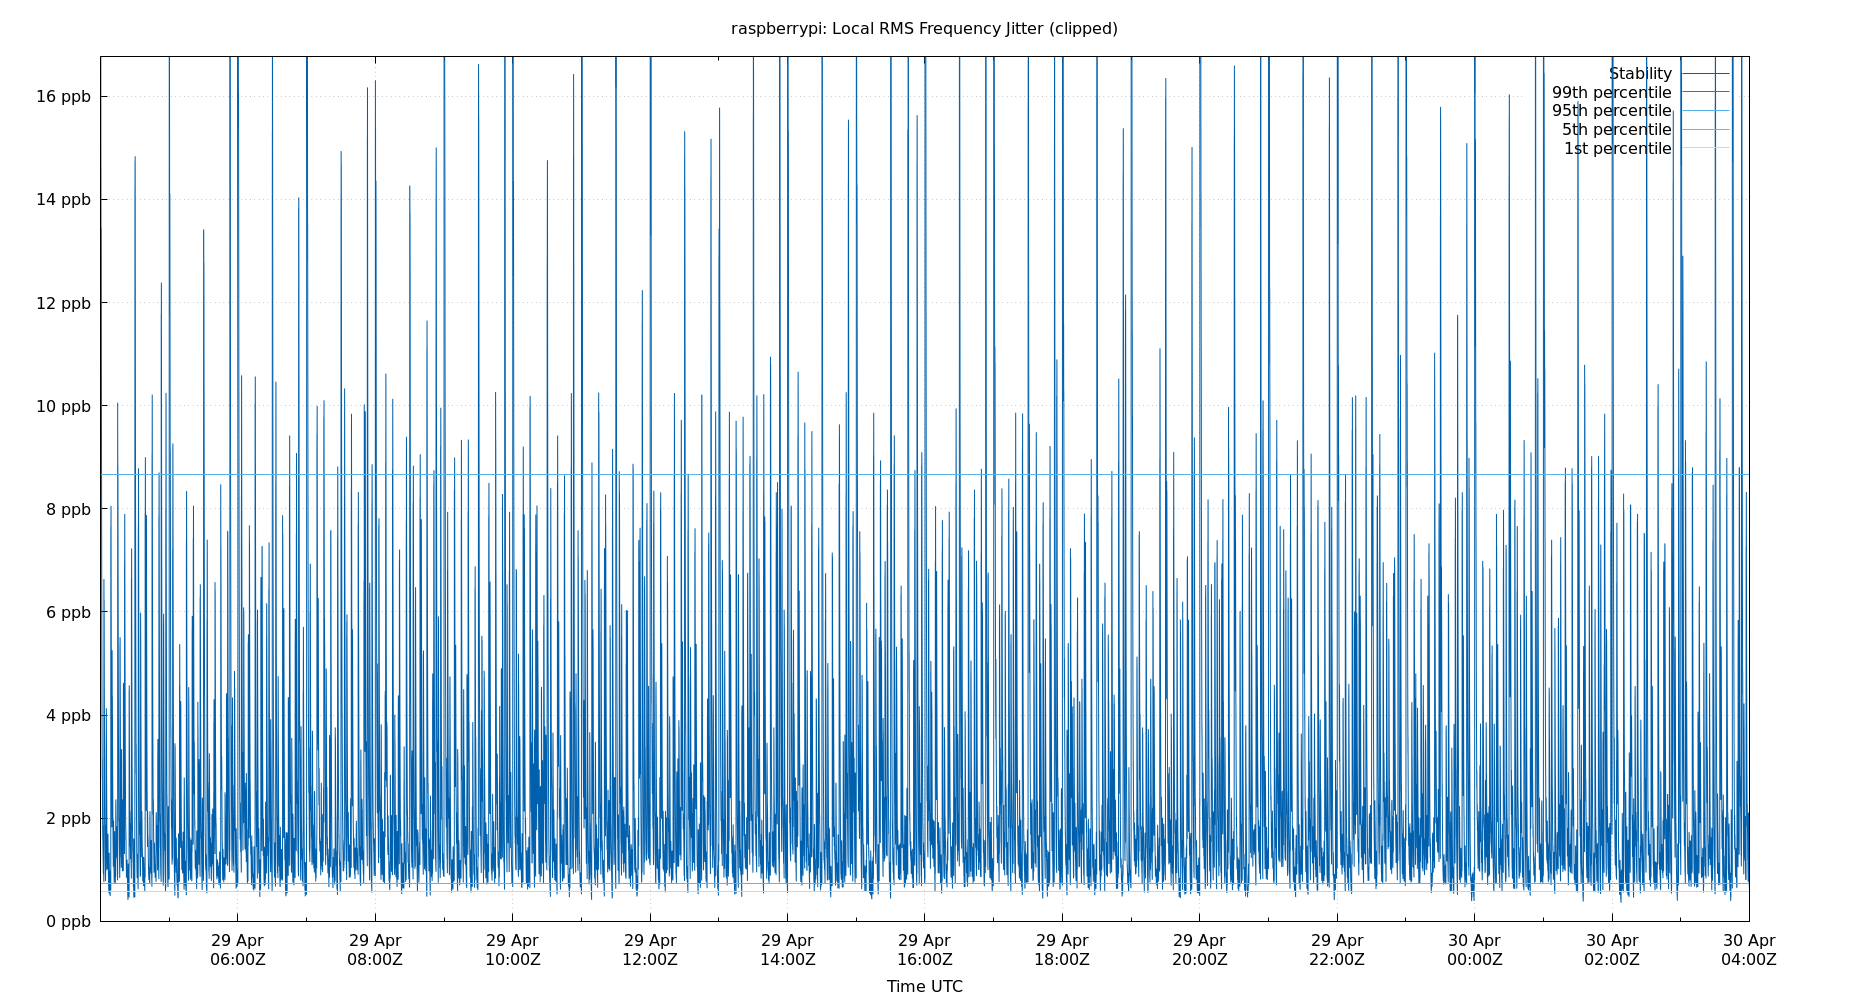 raspberrypi: Local RMS Frequency Jitter (clipped)
Stability
99th percentile
95th percentile
5th percentile
1st percentile
16 ppb
14 ppb
12 ppb
10 ppb
8 ppb
6 ppb
4 ppb
2 ppb
0 ppb
29 Apr
06:00Z
29 Apr
08:00Z
29 Apr
10:00Z
29 Apr
12:00Z
29 Apr
14:00Z
29 Apr
16:00Z
29 Apr
18:00Z
29 Apr
20:00Z
29 Apr
22:00Z
30 Apr
00:00Z
30 Apr
02:00Z
30 Apr
04:00Z
Time UTC